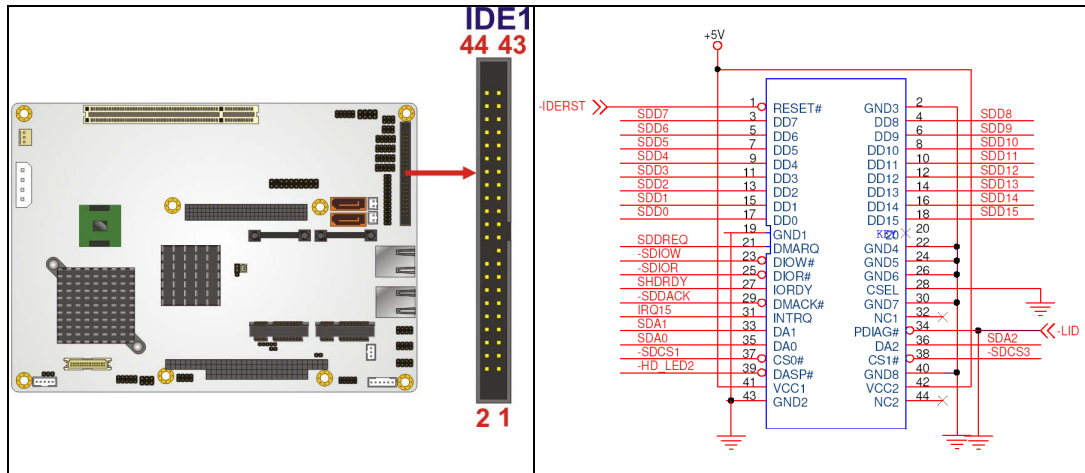 IDE1
44 43
2 1
+5V
-IDERST
1 RESET# GND3 2
SDD7 3 DD7 DD8 4 SDD8
SDD6 5 DD6 DD9 6 SDD9
SDD5 7 DD5 DD10 8 SDD10
SDD4 9 DD4 DD11 10 SDD11
SDD3 11 DD3 DD12 12 SDD12
SDD2 13 DD2 DD13 14 SDD13
SDD1 15 DD1 DD14 16 SDD14
SDD0 17 DD0 DD15 18 SDD15
19 GND1 KEY 20 20
SDDREQ 21 DMARQ GND4 22
-SDIOW 23 DIOW# GND5 24
-SDIOR 25 DIOR# GND6 26
SHDRDY 27 IORDY CSEL 28
-SDDACK 29 DMACK# GND7 30
IRQ15 31 INTRQ NC1 32
SDA1 33 DA1 PDIAG# 34 -LID
SDA0 35 DA0 DA2 36 SDA2
-SDCS1 37 CS0# CS1# 38 -SDCS3
-HD_LED2 39 DASP# GND8 40
41 VCC1 VCC2 42
43 GND2 NC2 44